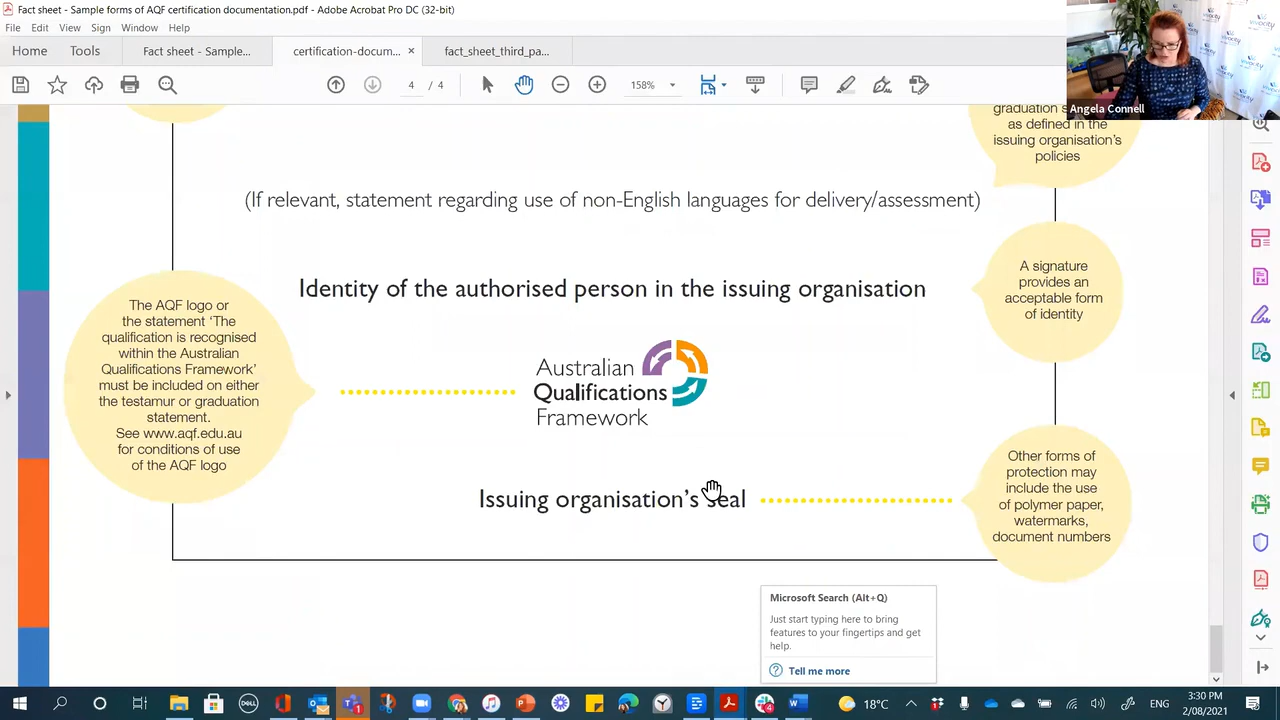 Fact sheet - Sample forms of AQF certification documentation.pdf - Adobe Acrobat Pro DC (32-bit)
File Edit View Sign Window Help
Home Tools Fact sheet - Sample... certification-docum... × fact_sheet_third_
4 / 4 158%
Angela Connell
graduation s
as defined in the
issuing organisation's
policies
(If relevant, statement regarding use of non-English languages for delivery/assessment)
Identity of the authorised person in the issuing organisation
A signature
provides an
acceptable form
of identity
The AQF logo or
the statement 'The
qualification is recognised
within the Australian
Qualifications Framework'
must be included on either
the testamur or graduation
statement.
See www.aqf.edu.au
for conditions of use
of the AQF logo
Australian
Qualifications
Framework
Issuing organisation's seal
Other forms of
protection may
include the use
of polymer paper,
watermarks,
document numbers
Microsoft Search (Alt+Q)
Just start typing here to bring
features to your fingertips and get
help.
Tell me more
18°C ENG 3:30 PM
2/08/2021